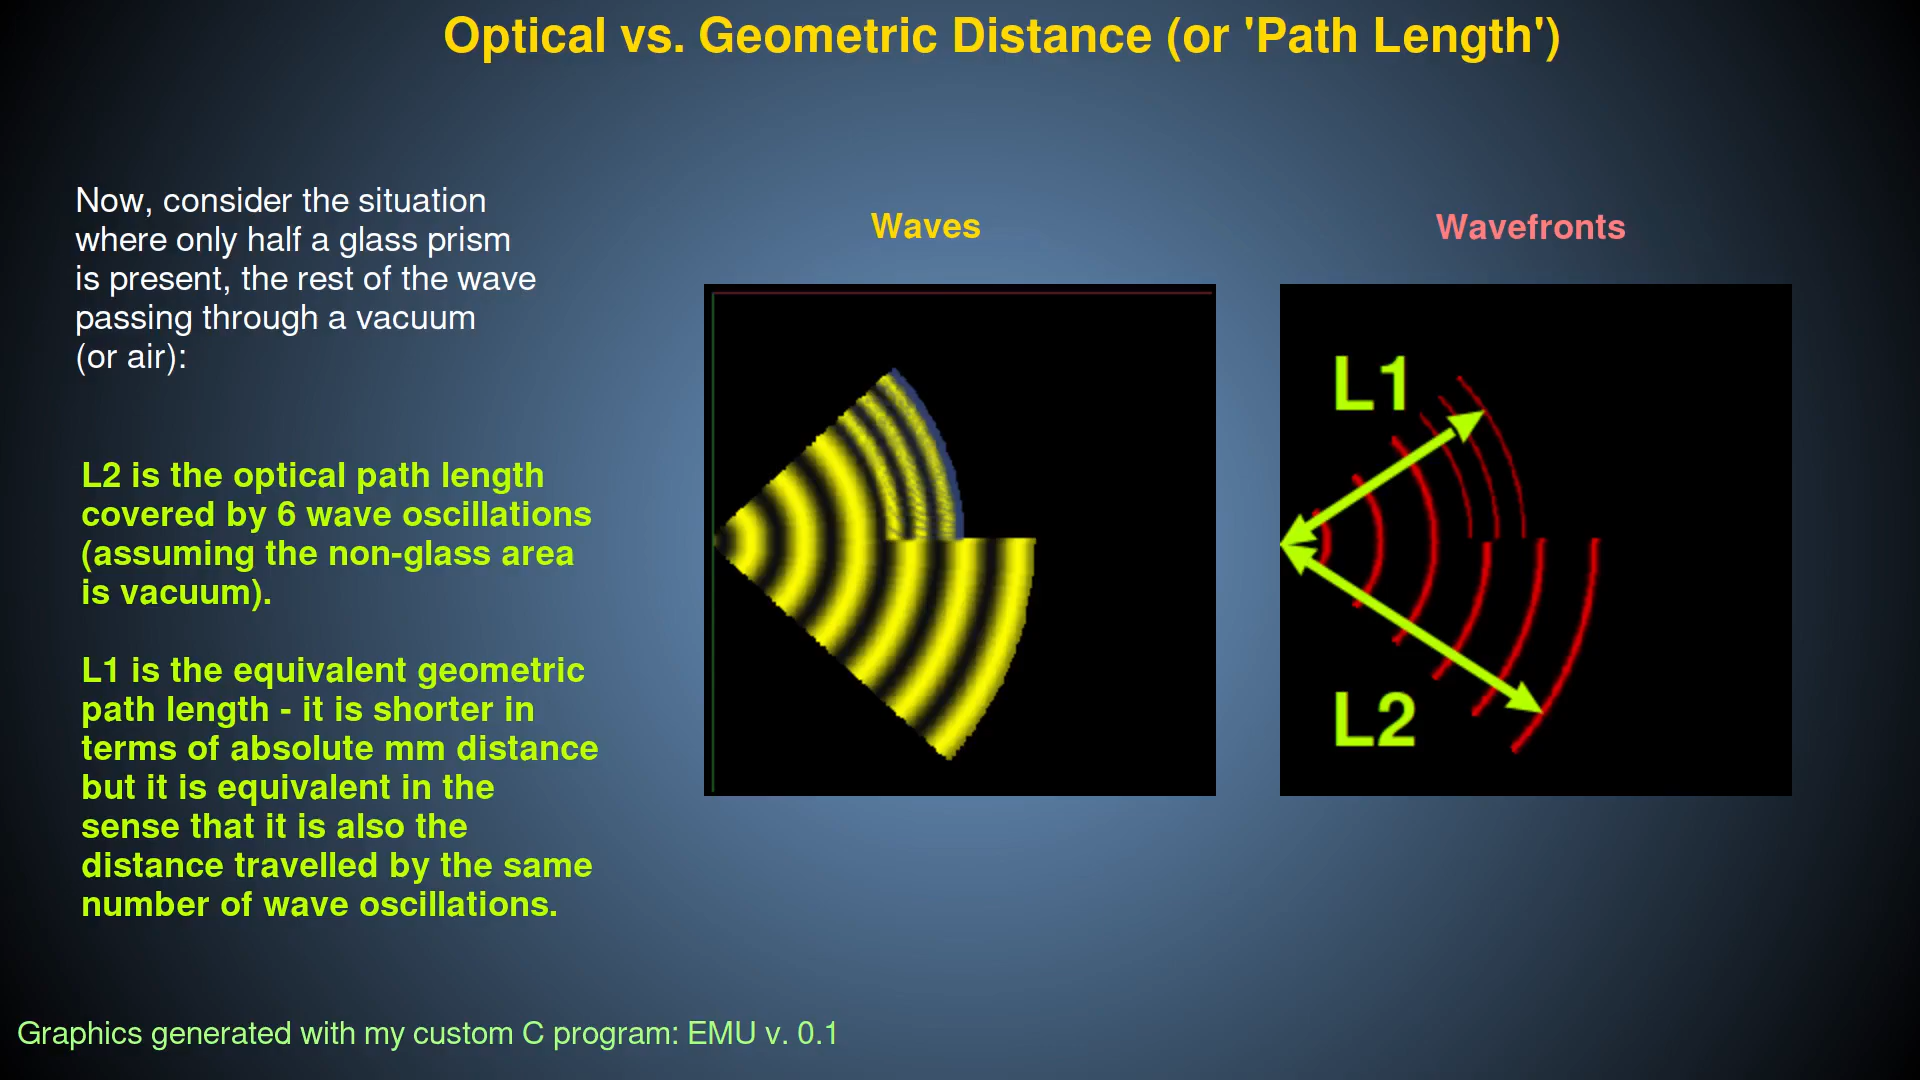 Optical vs. Geometric Distance (or 'Path Length')
Now, consider the situation
where only half a glass prism
is present, the rest of the wave
passing through a vacuum
(or air):
L2 is the optical path length
covered by 6 wave oscillations
(assuming the non-glass area
is vacuum).
L1 is the equivalent geometric
path length - it is shorter in
terms of absolute mm distance
but it is equivalent in the
sense that it is also the
distance travelled by the same
number of wave oscillations.
Waves
Wavefronts
L1
L2
Graphics generated with my custom C program: EMU v. 0.1